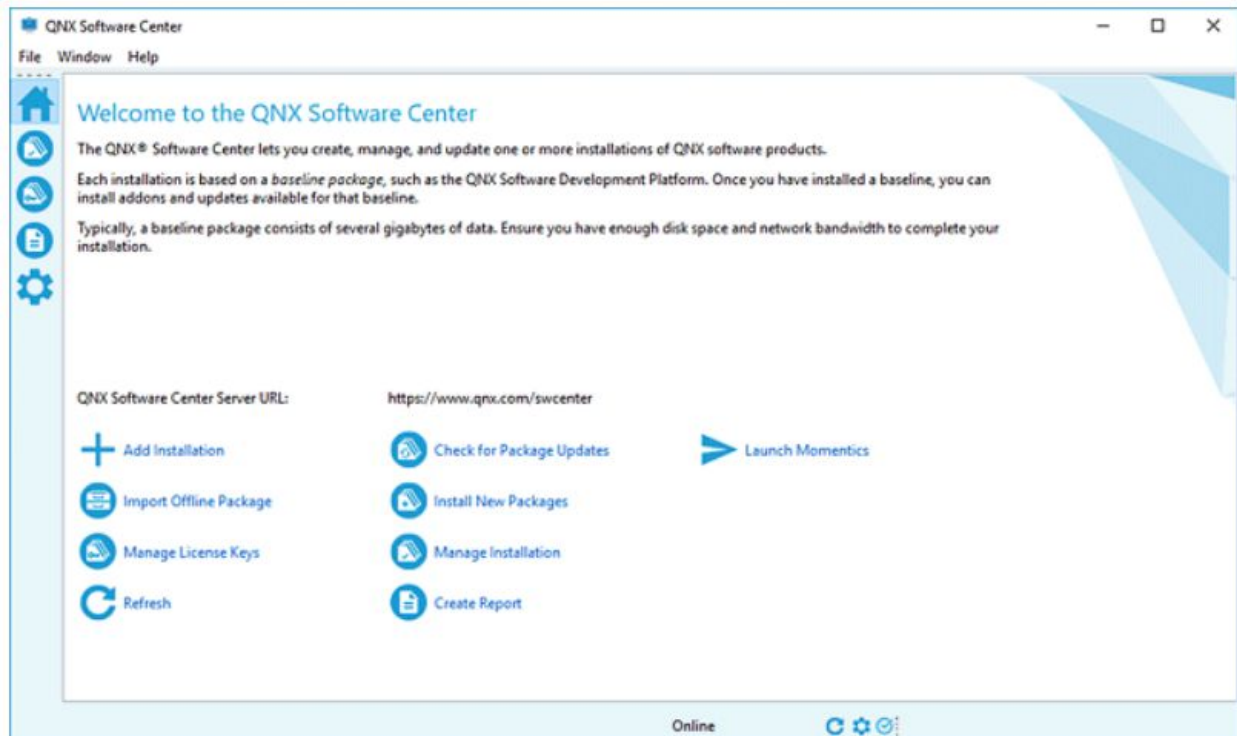 QNX Software Center
File Window Help
Welcome to the QNX Software Center
The QNX® Software Center lets you create, manage, and update one or more installations of QNX software products.
Each installation is based on a baseline package, such as the QNX Software Development Platform. Once you have installed a baseline, you can
install addons and updates available for that baseline.
Typically, a baseline package consists of several gigabytes of data. Ensure you have enough disk space and network bandwidth to complete your
installation.
QNX Software Center Server URL: https://www.qnx.com/swcenter
Add Installation Check for Package Updates Launch Momentics
Import Offline Package Install New Packages
Manage License Keys Manage Installation
Refresh Create Report
Online